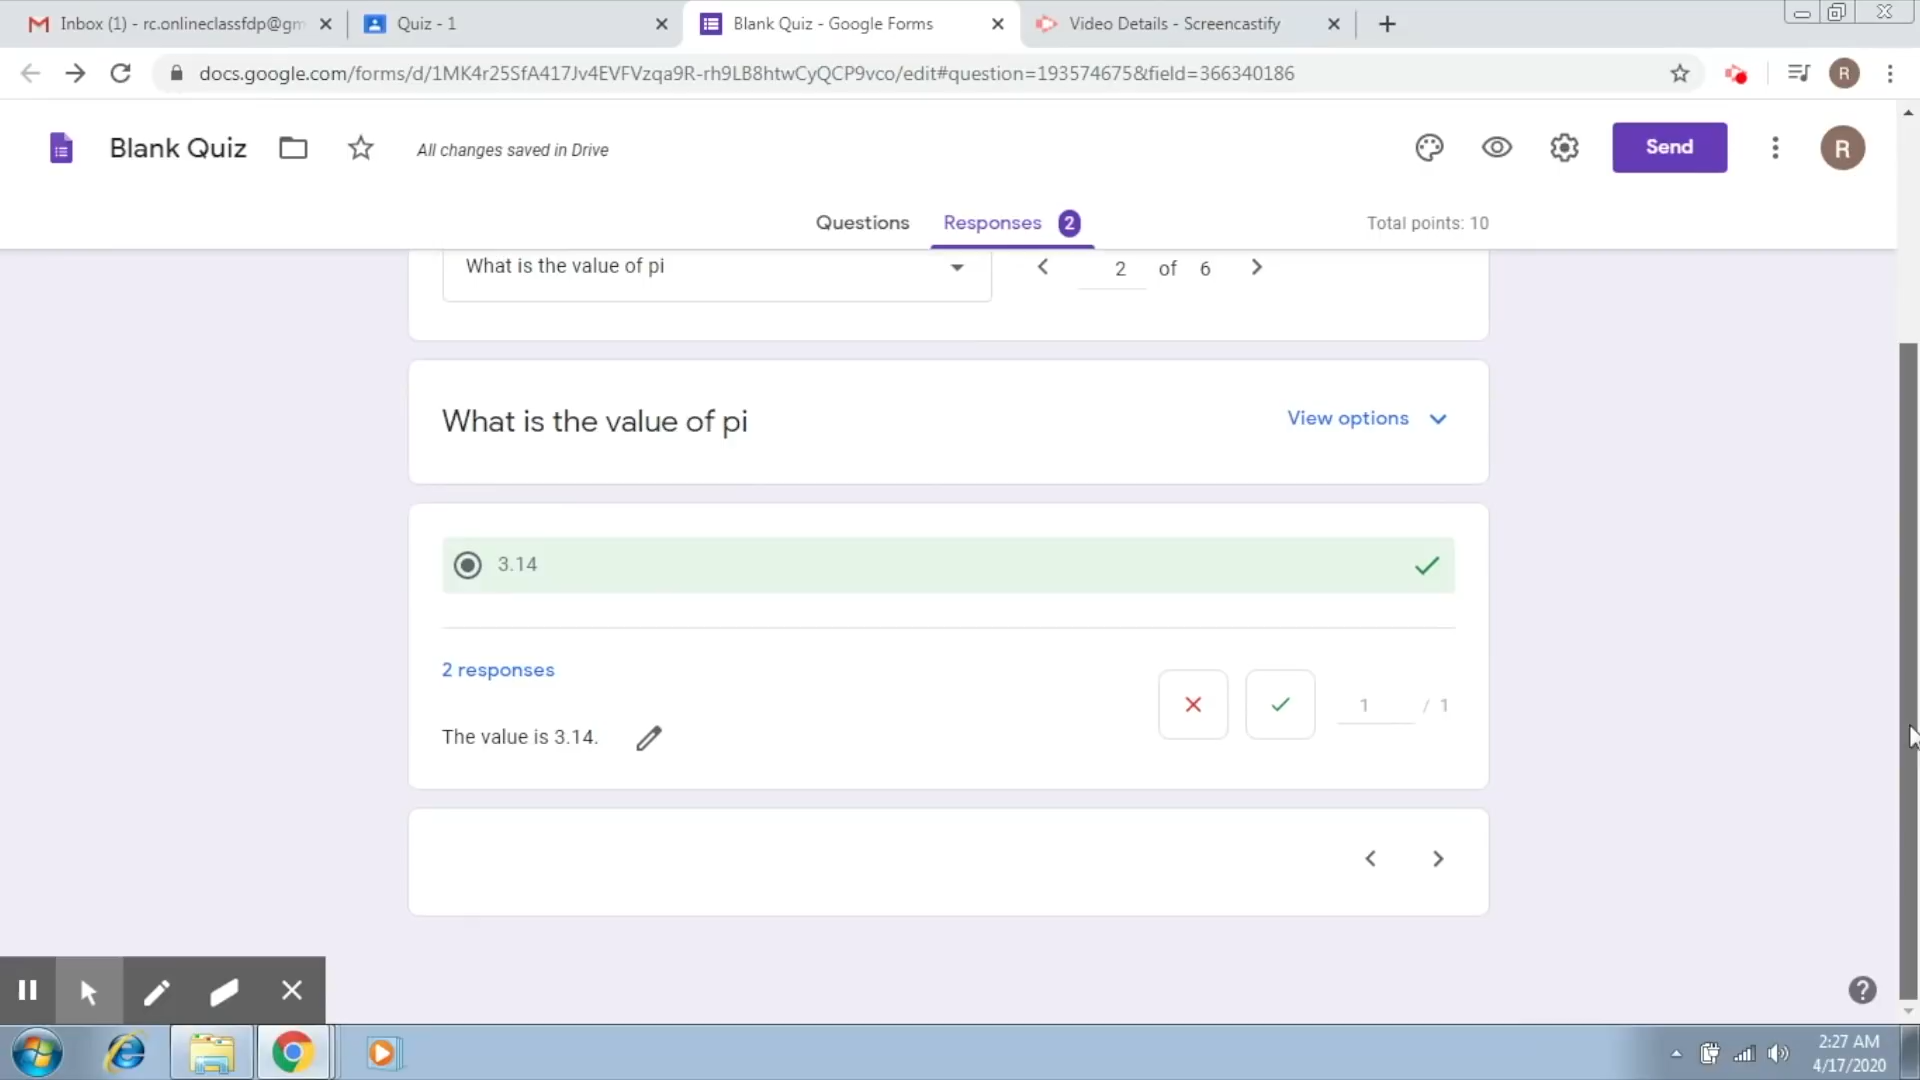 Inbox (1) - rc.onlineclassfdp@gm
Quiz - 1
Blank Quiz - Google Forms
Video Details - Screencastify
docs.google.com/forms/d/1MK4r25SfA417Jv4EVFVzqa9R-rh9LB8htwCyQCP9vco/edit#question=193574675&field=366340186
R
Blank Quiz
All changes saved in Drive
Send
R
Questions
Responses 2
Total points: 10
What is the value of pi
2 of 6
What is the value of pi
View options
3.14
2 responses
1 / 1
The value is 3.14.
2:27 AM
4/17/2020